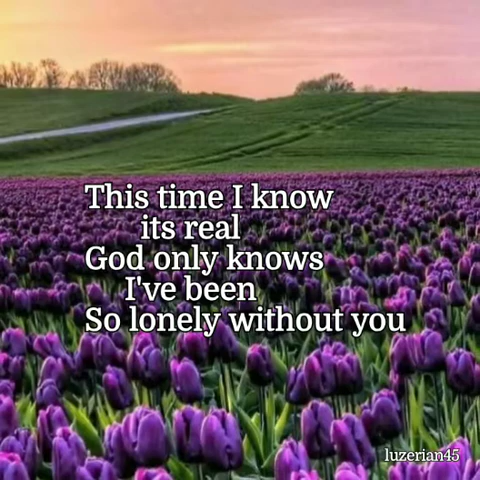 This time I know
its real
God only knows
I've been
So lonely without you
luzerian45